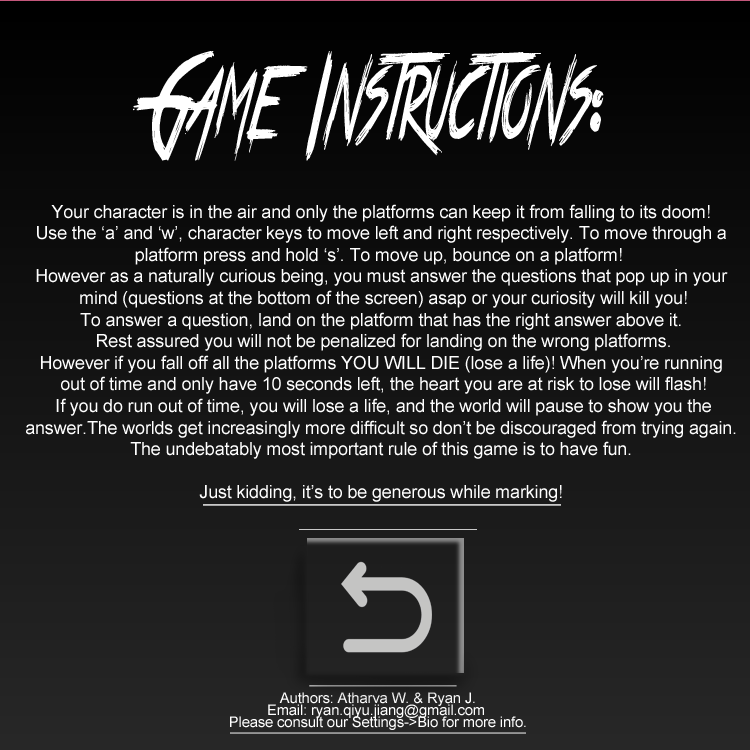 GAME INSTRUCTIONS:
Your character is in the air and only the platforms can keep it from falling to its doom!
Use the ‘a’ and ‘w’, character keys to move left and right respectively. To move through a
platform press and hold ‘s’. To move up, bounce on a platform!
However as a naturally curious being, you must answer the questions that pop up in your
mind (questions at the bottom of the screen) asap or your curiosity will kill you!
To answer a question, land on the platform that has the right answer above it.
Rest assured you will not be penalized for landing on the wrong platforms.
However if you fall off all the platforms YOU WILL DIE (lose a life)! When you’re running
out of time and only have 10 seconds left, the heart you are at risk to lose will flash!
If you do run out of time, you will lose a life, and the world will pause to show you the
answer.The worlds get increasingly more difficult so don’t be discouraged from trying again.
The undebatably most important rule of this game is to have fun.
Just kidding, it’s to be generous while marking!
Authors: Atharva W. & Ryan J.
Email: ryan.qiyu.jiang@gmail.com
Please consult our Settings->Bio for more info.